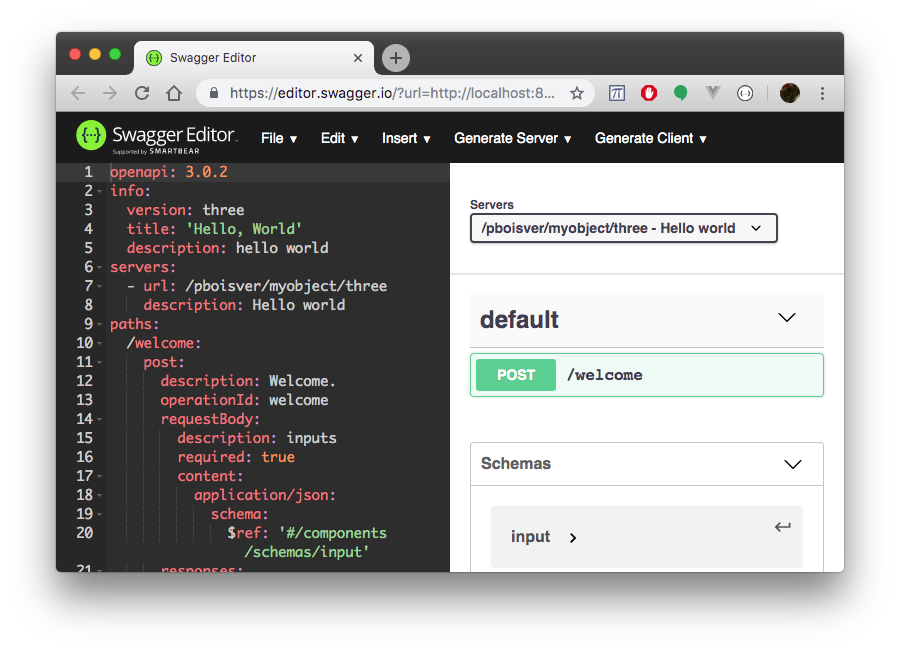 Swagger Editor
https://editor.swagger.io/?url=http://localhost:8...
Swagger Editor
Supported by SMARTBEAR
File ▾ Edit ▾ Insert ▾ Generate Server ▾ Generate Client ▾
1 openapi: 3.0.2
2 info:
3 version: three
4 title: 'Hello, World'
5 description: hello world
6 servers:
7 - url: /pboisver/myobject/three
8 description: Hello world
9 paths:
10 /welcome:
11 post:
12 description: Welcome.
13 operationId: welcome
14 requestBody:
15 description: inputs
16 required: true
17 content:
18 application/json:
19 schema:
20 $ref: '#/components
/schemas/input'
21 responses:
Servers
/pboisver/myobject/three - Hello world
default
POST /welcome
Schemas
input